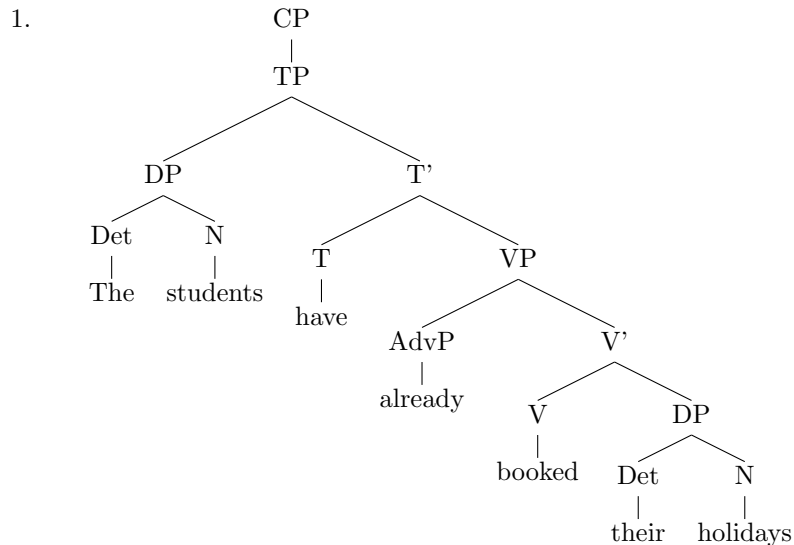 1. CP
TP
DP T’
Det N T VP
The students have
AdvP V’
already V DP
booked Det N
their holidays